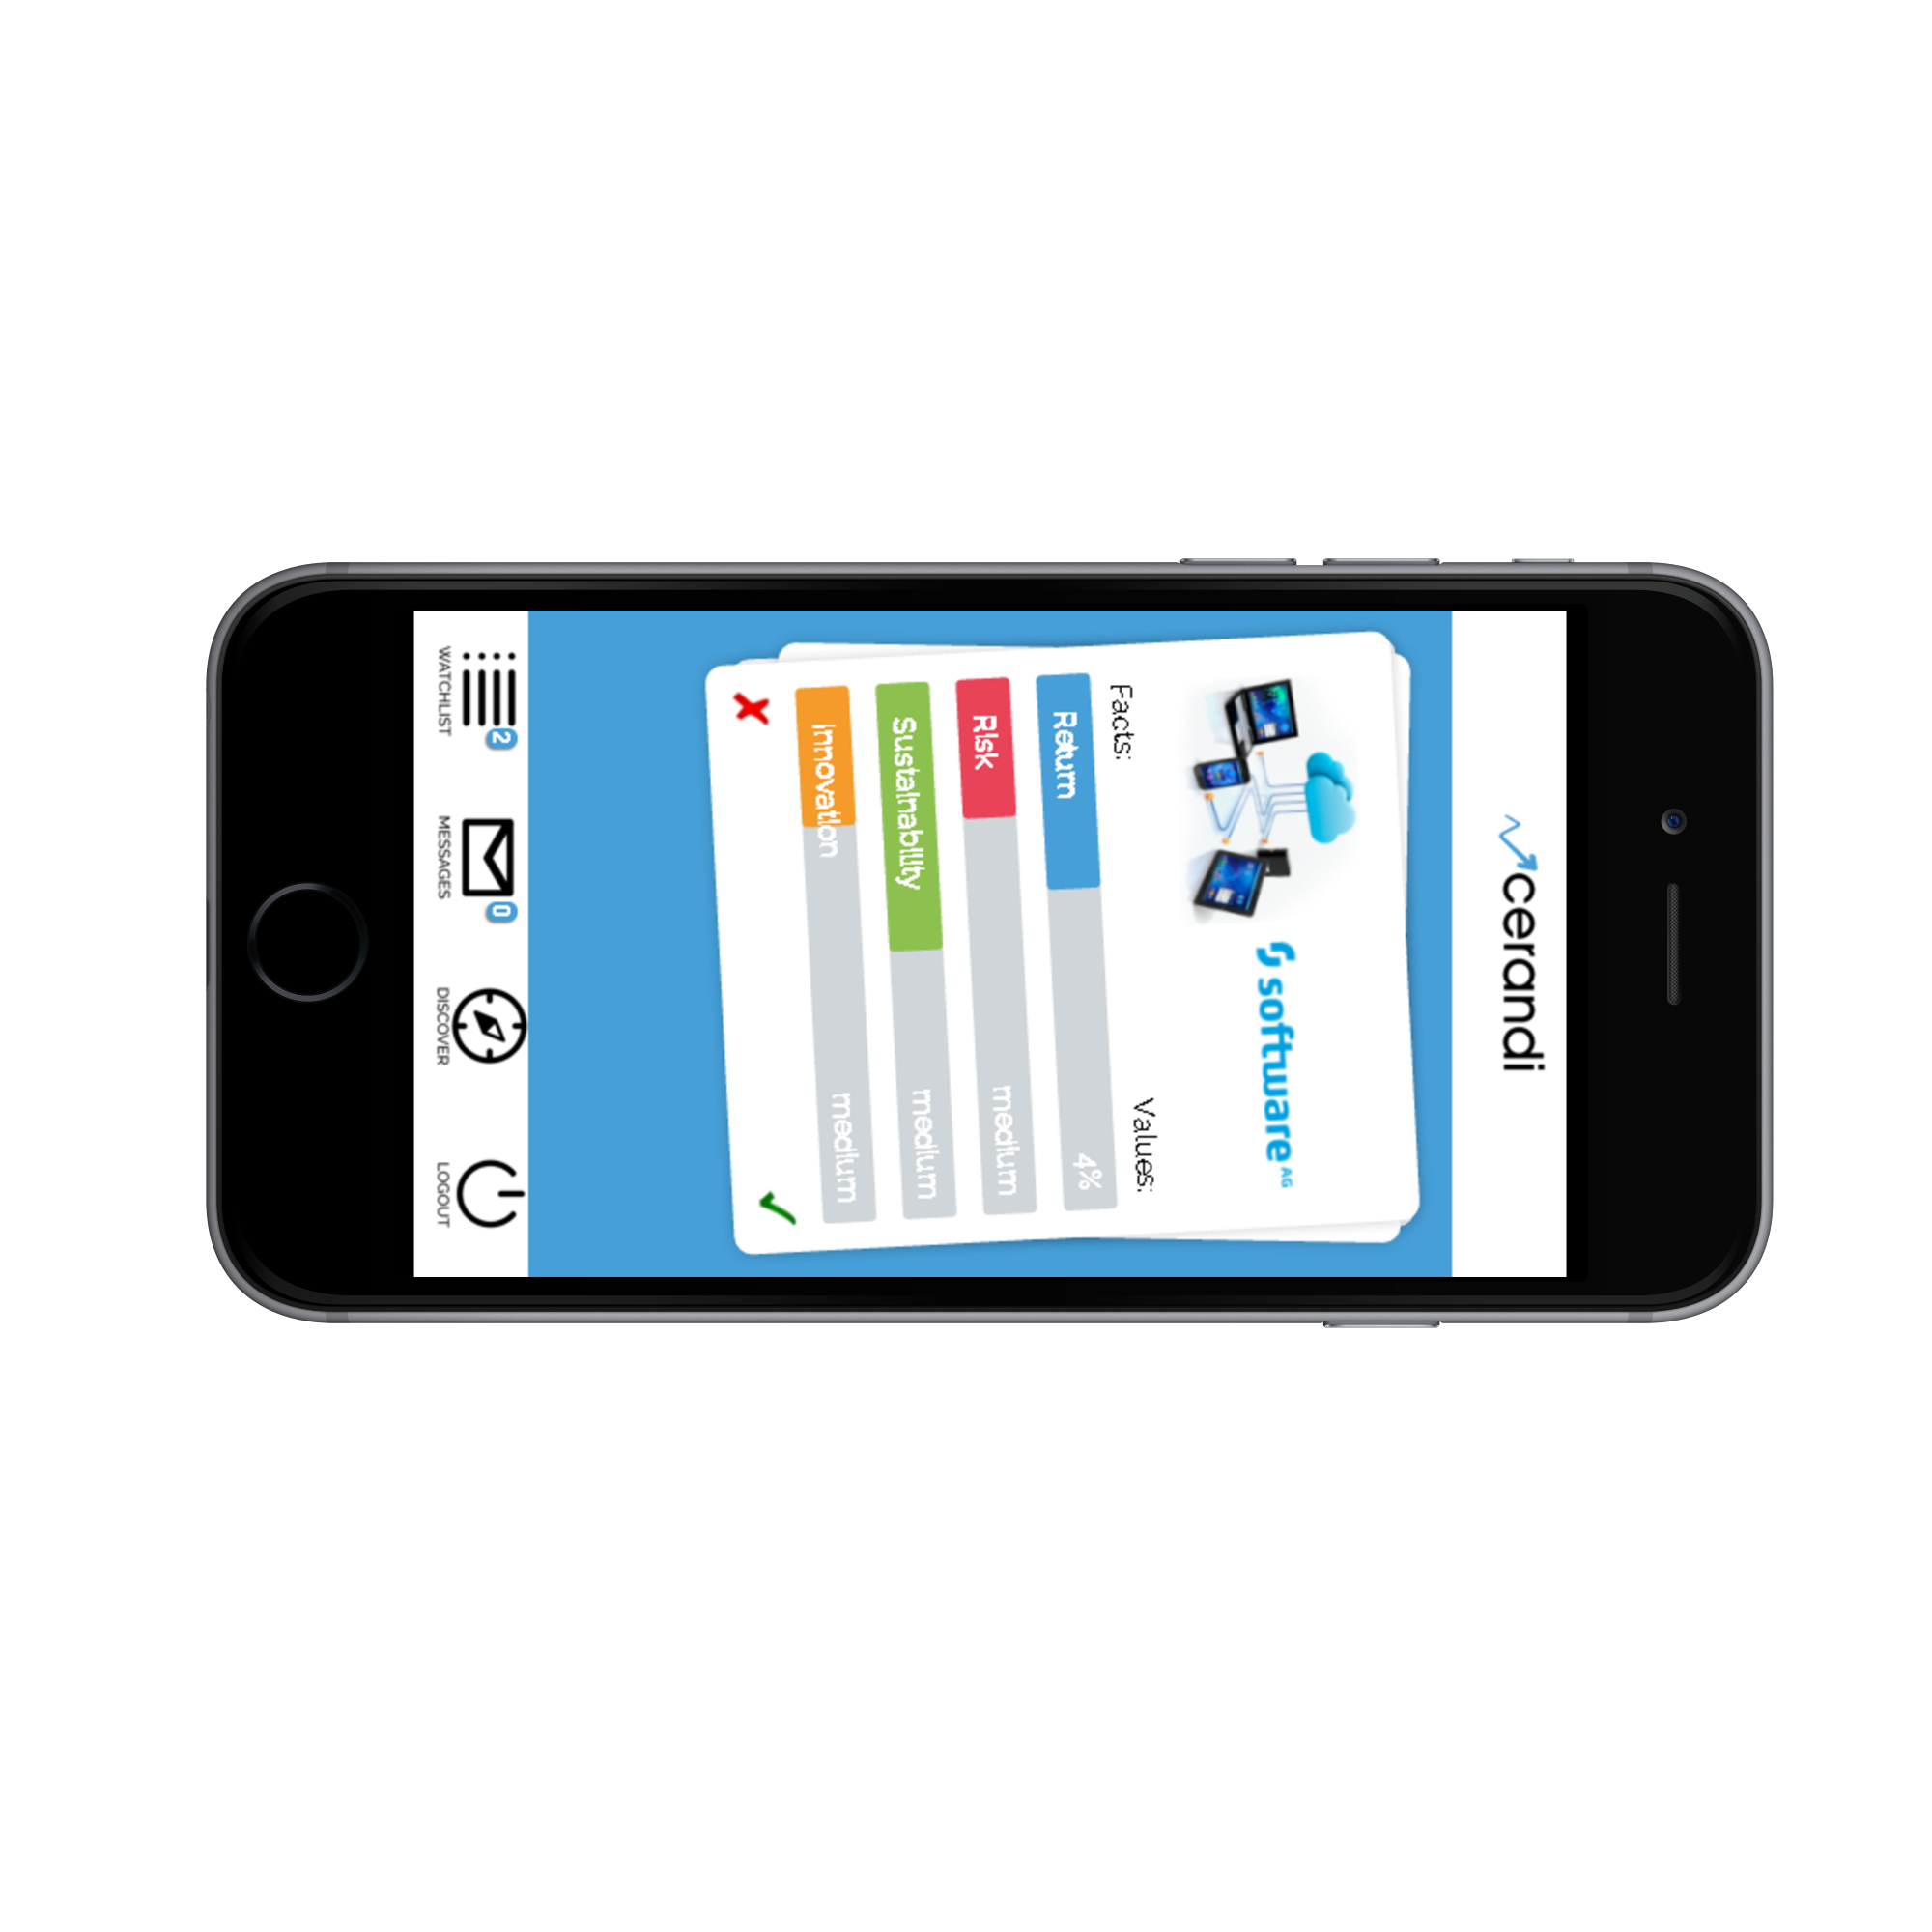 cerandi
software AG
Facts: Values:
Return 4%
Risk medium
Sustainability medium
Innovation medium
2 0
WATCHLIST MESSAGES DISCOVER LOGOUT